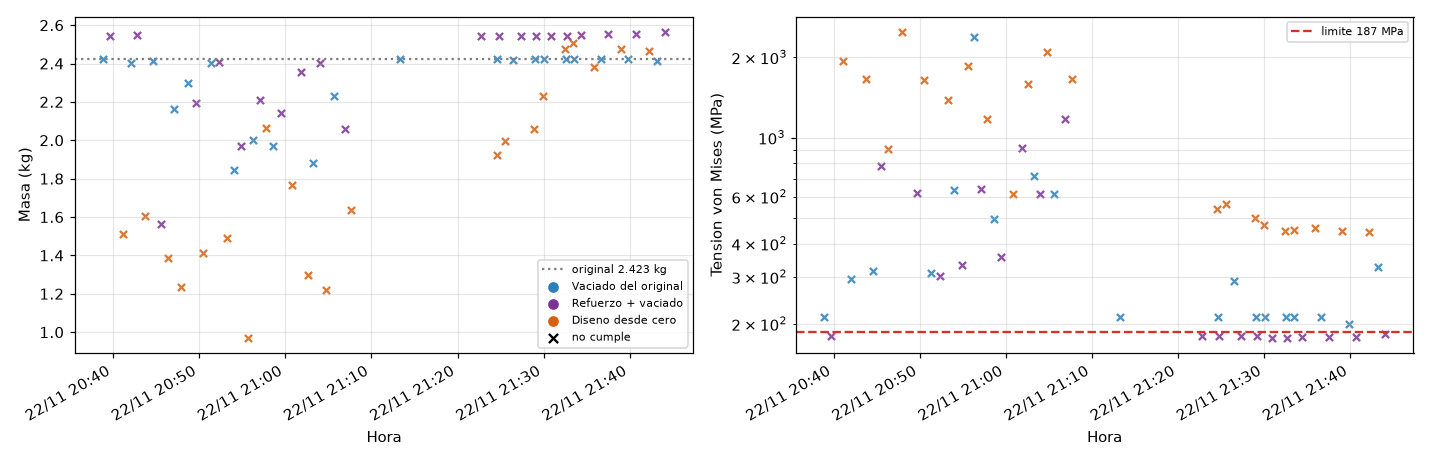 Masa (kg)
2.6
2.4
2.2
2.0
1.8
1.6
1.4
1.2
1.0
original 2.423 kg
Vaciado del original
Refuerzo + vaciado
Diseno desde cero
no cumple
22/11 20:40
22/11 20:50
22/11 21:00
22/11 21:10
22/11 21:20
22/11 21:30
22/11 21:40
Hora
Tension von Mises (MPa)
limite 187 MPa
2 × 10³
10³
6 × 10²
4 × 10²
3 × 10²
2 × 10²
22/11 20:40
22/11 20:50
22/11 21:00
22/11 21:10
22/11 21:20
22/11 21:30
22/11 21:40
Hora